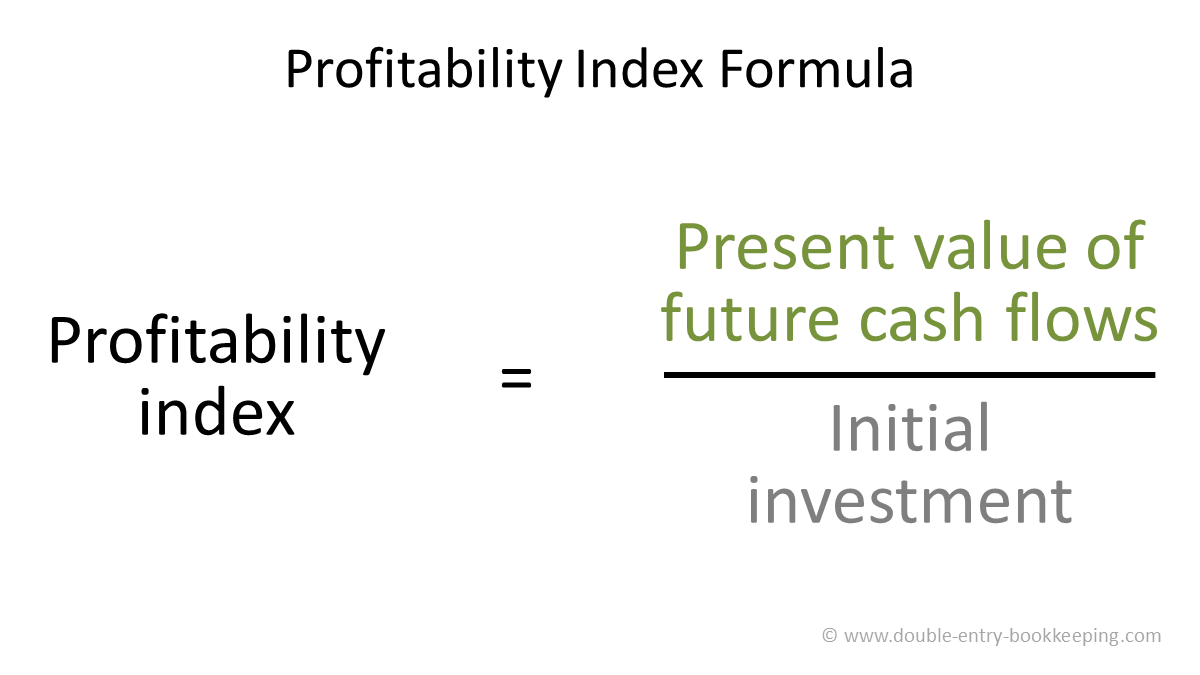 Profitability Index Formula
Profitability
index
=
Present value of
future cash flows
Initial
investment
© www.double-entry-bookkeeping.com